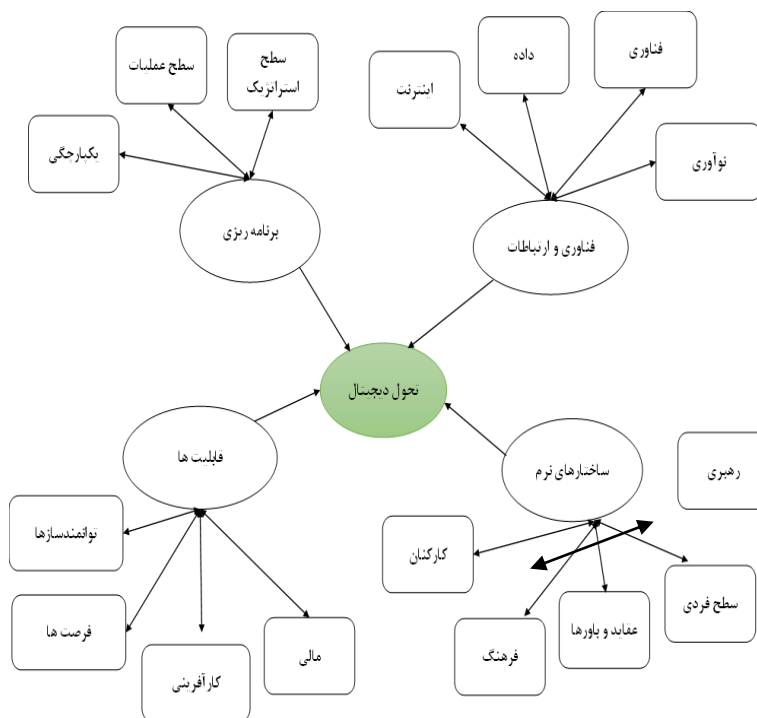 فناوری
داده
اینترنت
نوآوری
سطح
استراتژیک
سطح عملیات
یکپارچگی
فناوری و ارتباطات
برنامه ریزی
تحول دیجیتال
ساختارهای نرم
رهبری
قابلیت ها
کارکنان
سطح فردی
عقاید و باورها
فرهنگ
توانمندسازها
فرصت ها
مالی
کارآفرینی